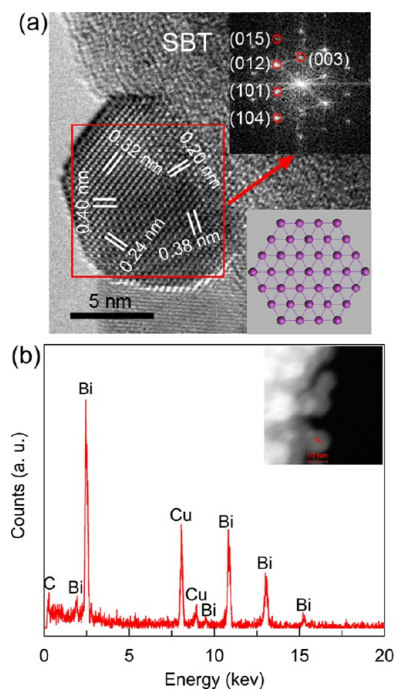 (a)
SBT
(015)
(012)
(003)
(101)
(104)
0.32 nm
0.20 nm
0.40 nm
0.24 nm
0.38 nm
5 nm
(b)
Counts (a. u.)
Bi
Cu
Bi
Bi
C
Bi
Cu
Bi
Bi
10 nm
0
5
10
15
20
Energy (kev)